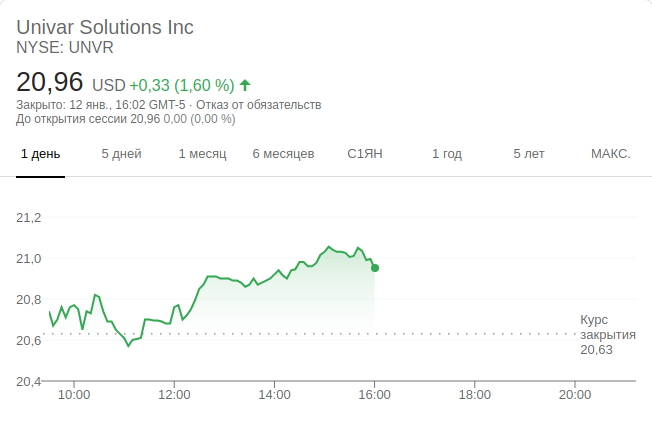 Univar Solutions Inc
NYSE: UNVR
20,96 USD +0,33 (1,60 %)
Закрыто: 12 янв., 16:02 GMT-5 · Отказ от обязательств
До открытия сессии 20,96 0,00 (0,00 %)
1 день 5 дней 1 месяц 6 месяцев С1ЯН 1 год 5 лет МАКС.
21,2
21,0
20,8
20,6
20,4
Курс
закрытия
20,63
10:00 12:00 14:00 16:00 18:00 20:00